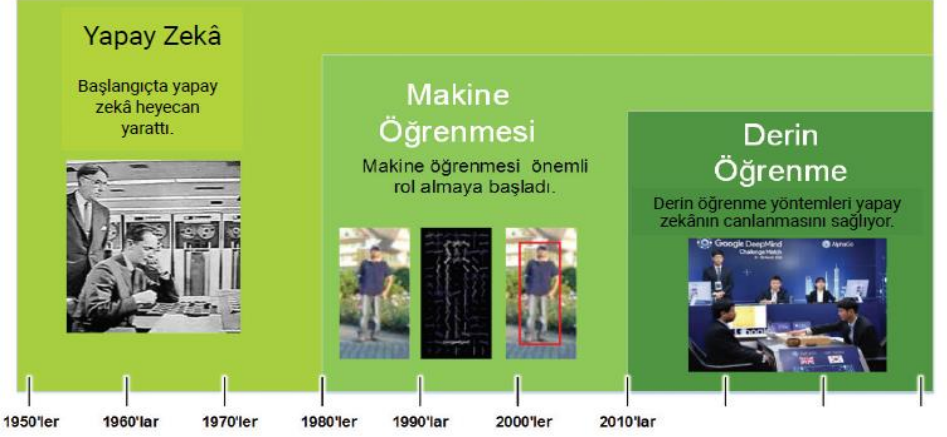 Yapay Zekâ
Başlangıçta yapay
zekâ heyecan
yarattı.
Makine
Öğrenmesi
Makine öğrenmesi önemli
rol almaya başladı.
Derin
Öğrenme
Derin öğrenme yöntemleri yapay
zekânın canlanmasını sağlıyor.
Google DeepMind
Challenge Match
AlphaGo
1950'ler
1960'lar
1970'ler
1980'ler
1990'lar
2000'ler
2010'lar